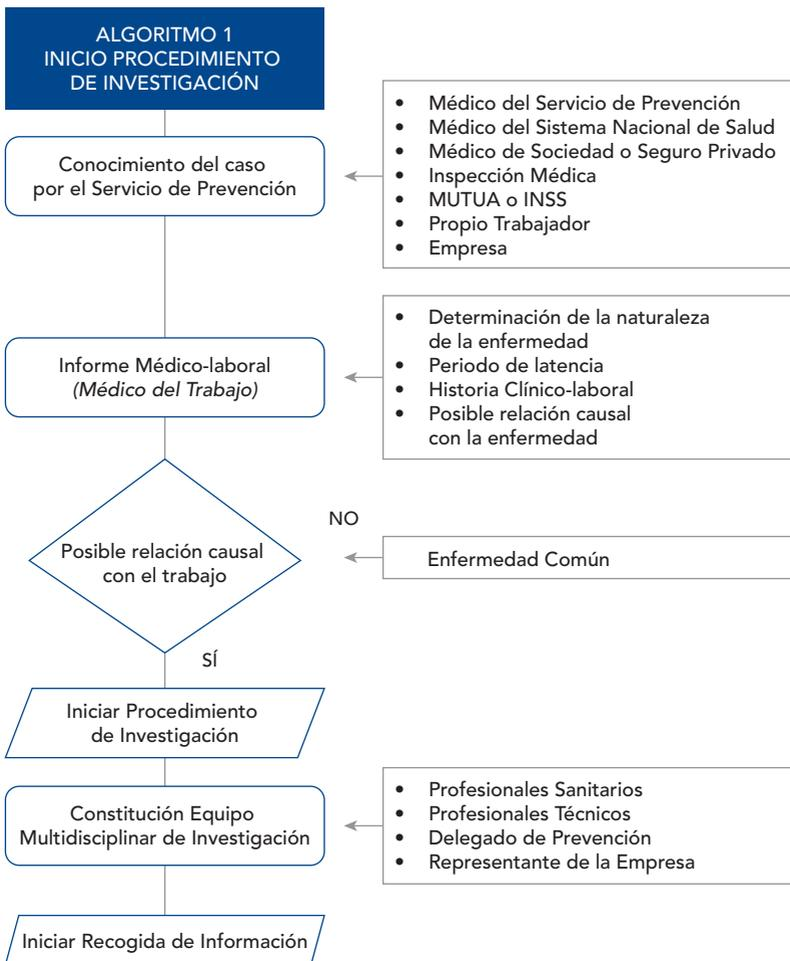 ALGORITMO 1
INICIO PROCEDIMIENTO
DE INVESTIGACIÓN
Conocimiento del caso
por el Servicio de Prevención
• Médico del Servicio de Prevención
• Médico del Sistema Nacional de Salud
• Médico de Sociedad o Seguro Privado
• Inspección Médica
• MUTUA o INSS
• Propio Trabajador
• Empresa
Informe Médico-laboral
(Médico del Trabajo)
• Determinación de la naturaleza
de la enfermedad
• Periodo de latencia
• Historia Clínico-laboral
• Posible relación causal
con la enfermedad
Posible relación causal
con el trabajo
NO
Enfermedad Común
SÍ
Iniciar Procedimiento
de Investigación
Constitución Equipo
Multidisciplinar de Investigación
• Profesionales Sanitarios
• Profesionales Técnicos
• Delegado de Prevención
• Representante de la Empresa
Iniciar Recogida de Información